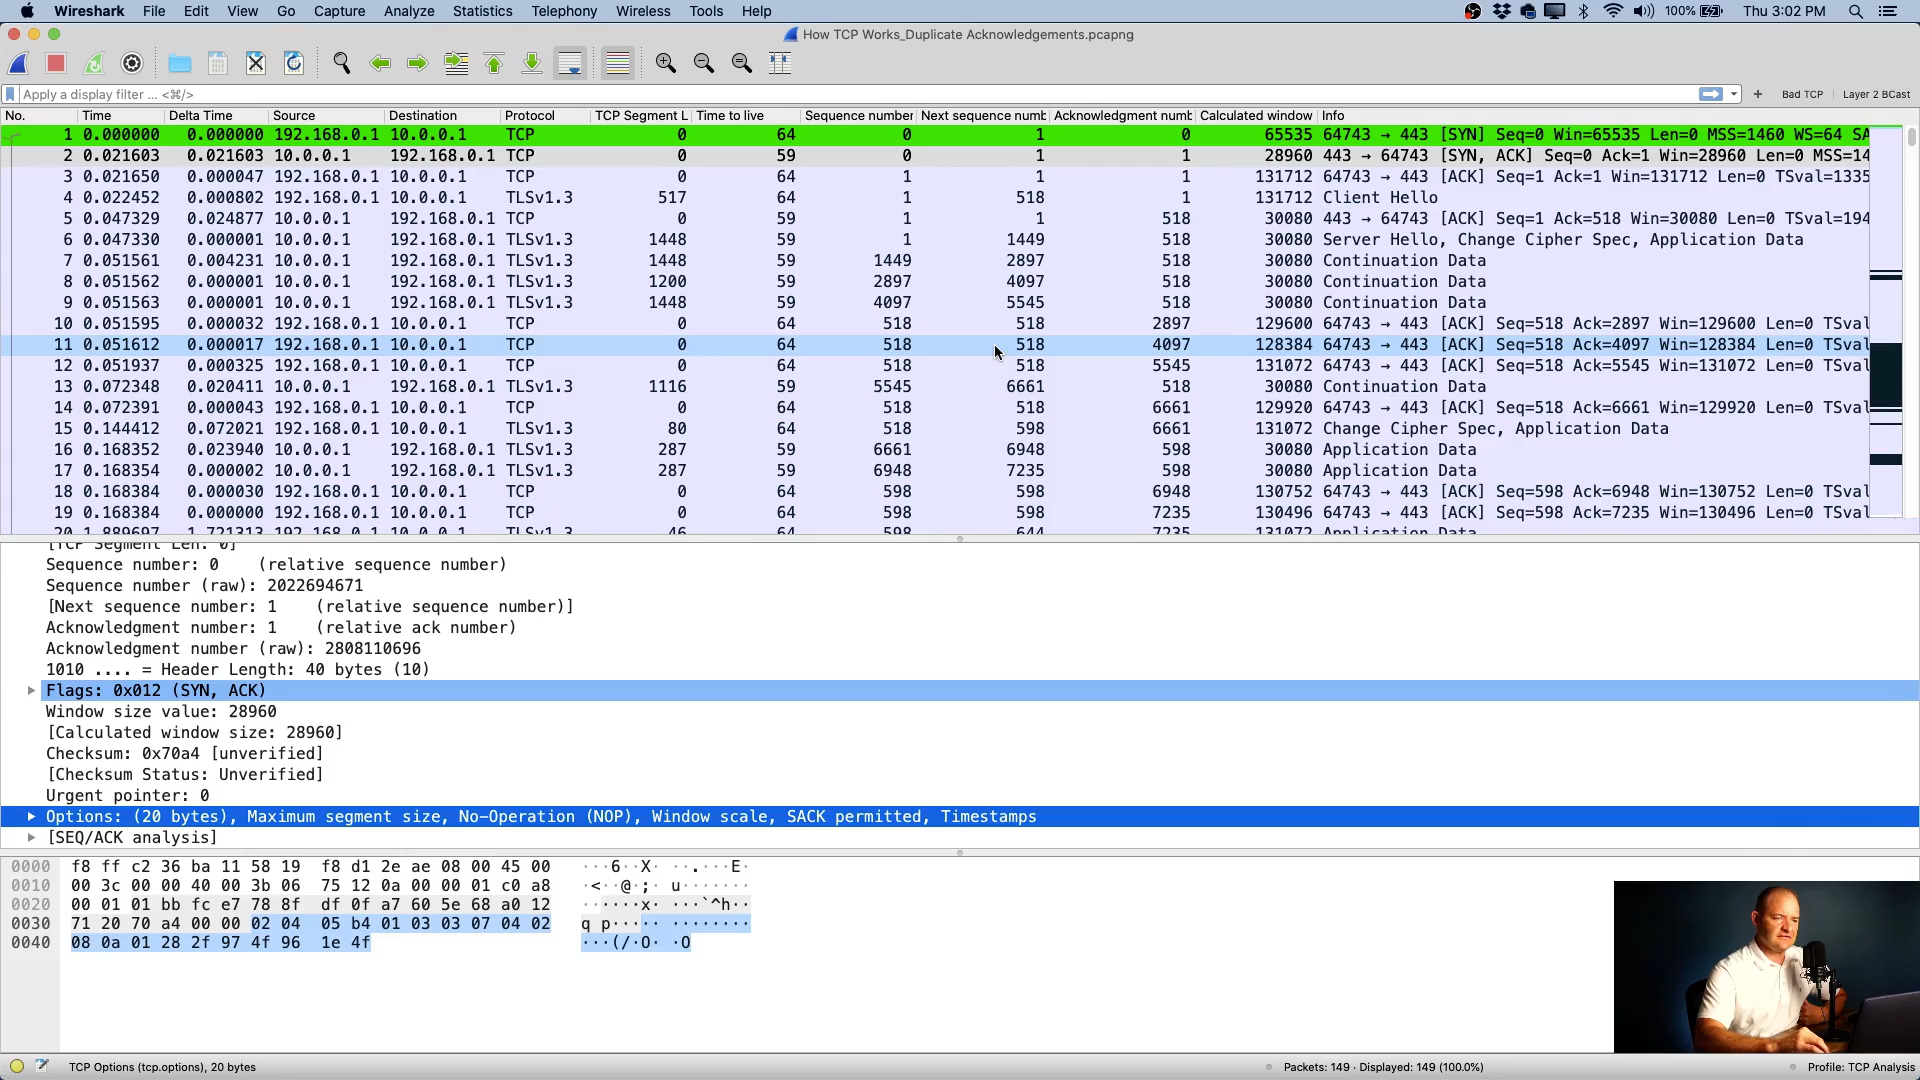 Wireshark File Edit View Go Capture Analyze Statistics Telephony Wireless Tools Help 100% Thu 3:02 PM
How TCP Works_Duplicate Acknowledgements.pcapng
Apply a display filter … <⌘/> + Bad TCP Layer 2 BCast
No. Time Delta Time Source Destination Protocol TCP Segment L Time to live Sequence number Next sequence numb Acknowledgment numb Calculated window Info
1 0.000000 0.000000 192.168.0.1 10.0.0.1 TCP 0 64 0 1 0 65535 64743 → 443 [SYN] Seq=0 Win=65535 Len=0 MSS=1460 WS=64 SA
2 0.021603 0.021603 10.0.0.1 192.168.0.1 TCP 0 59 0 1 1 28960 443 → 64743 [SYN, ACK] Seq=0 Ack=1 Win=28960 Len=0 MSS=14
3 0.021650 0.000047 192.168.0.1 10.0.0.1 TCP 0 64 1 1 1 131712 64743 → 443 [ACK] Seq=1 Ack=1 Win=131712 Len=0 TSval=1335
4 0.022452 0.000802 192.168.0.1 10.0.0.1 TLSv1.3 517 64 1 518 1 131712 Client Hello
5 0.047329 0.024877 10.0.0.1 192.168.0.1 TCP 0 59 1 1 518 30080 443 → 64743 [ACK] Seq=1 Ack=518 Win=30080 Len=0 TSval=194
6 0.047330 0.000001 10.0.0.1 192.168.0.1 TLSv1.3 1448 59 1 1449 518 30080 Server Hello, Change Cipher Spec, Application Data
7 0.051561 0.004231 10.0.0.1 192.168.0.1 TLSv1.3 1448 59 1449 2897 518 30080 Continuation Data
8 0.051562 0.000001 10.0.0.1 192.168.0.1 TLSv1.3 1200 59 2897 4097 518 30080 Continuation Data
9 0.051563 0.000001 10.0.0.1 192.168.0.1 TLSv1.3 1448 59 4097 5545 518 30080 Continuation Data
10 0.051595 0.000032 192.168.0.1 10.0.0.1 TCP 0 64 518 518 2897 129600 64743 → 443 [ACK] Seq=518 Ack=2897 Win=129600 Len=0 TSval
11 0.051612 0.000017 192.168.0.1 10.0.0.1 TCP 0 64 518 518 4097 128384 64743 → 443 [ACK] Seq=518 Ack=4097 Win=128384 Len=0 TSval
12 0.051937 0.000325 192.168.0.1 10.0.0.1 TCP 0 64 518 518 5545 131072 64743 → 443 [ACK] Seq=518 Ack=5545 Win=131072 Len=0 TSval
13 0.072348 0.020411 10.0.0.1 192.168.0.1 TLSv1.3 1116 59 5545 6661 518 30080 Continuation Data
14 0.072391 0.000043 192.168.0.1 10.0.0.1 TCP 0 64 518 518 6661 129920 64743 → 443 [ACK] Seq=518 Ack=6661 Win=129920 Len=0 TSval
15 0.144412 0.072021 192.168.0.1 10.0.0.1 TLSv1.3 80 64 518 598 6661 131072 Change Cipher Spec, Application Data
16 0.168352 0.023940 10.0.0.1 192.168.0.1 TLSv1.3 287 59 6661 6948 598 30080 Application Data
17 0.168354 0.000002 10.0.0.1 192.168.0.1 TLSv1.3 287 59 6948 7235 598 30080 Application Data
18 0.168384 0.000030 192.168.0.1 10.0.0.1 TCP 0 64 598 598 6948 130752 64743 → 443 [ACK] Seq=598 Ack=6948 Win=130752 Len=0 TSval
19 0.168384 0.000000 192.168.0.1 10.0.0.1 TCP 0 64 598 598 7235 130496 64743 → 443 [ACK] Seq=598 Ack=7235 Win=130496 Len=0 TSval
20 1.889697 1.721313 192.168.0.1 10.0.0.1 TLSv1.3 46 64 598 644 7235 131072 Application Data
[TCP Segment Len: 0]
Sequence number: 0 (relative sequence number)
Sequence number (raw): 2022694671
[Next sequence number: 1 (relative sequence number)]
Acknowledgment number: 1 (relative ack number)
Acknowledgment number (raw): 2808110696
1010 .... = Header Length: 40 bytes (10)
Flags: 0x012 (SYN, ACK)
Window size value: 28960
[Calculated window size: 28960]
Checksum: 0x70a4 [unverified]
[Checksum Status: Unverified]
Urgent pointer: 0
Options: (20 bytes), Maximum segment size, No-Operation (NOP), Window scale, SACK permitted, Timestamps
[SEQ/ACK analysis]
0000 f8 ff c2 36 ba 11 58 19 f8 d1 2e ae 08 00 45 00 ···6··X· ··.···E·
0010 00 3c 00 00 40 00 3b 06 75 12 0a 00 00 01 c0 a8 ·<··@·;· u·······
0020 00 01 01 bb fc e7 78 8f df 0f a7 60 5e 68 a0 12 ······x· ···`^h··
0030 71 20 70 a4 00 00 02 04 05 b4 01 03 03 07 04 02 q p····· ········
0040 08 0a 01 28 2f 97 4f 96 1e 4f ···(/·O· ·O
TCP Options (tcp.options), 20 bytes Packets: 149 · Displayed: 149 (100.0%) Profile: TCP Analysis